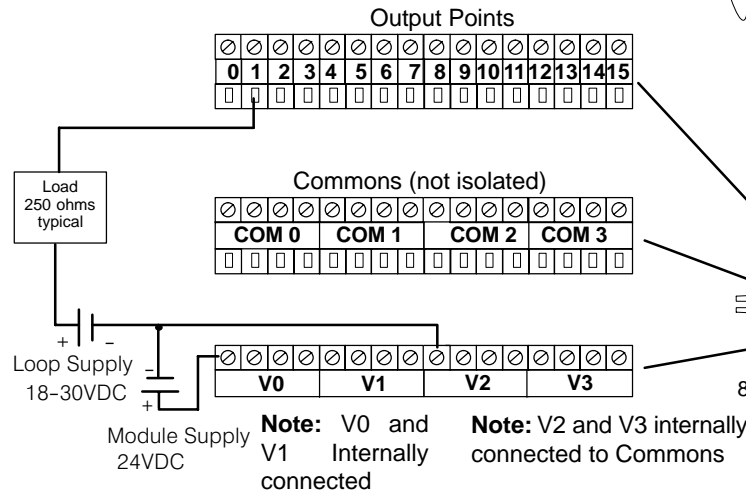 Output Points
0 1 2 3 4 5 6 7 8 9 10 11 12 13 14 15
Load
250 ohms
typical
Commons (not isolated)
COM 0 COM 1 COM 2 COM 3
+ -
Loop Supply
18-30VDC
-
+
Module Supply
24VDC
V0 V1 V2 V3
Note: V0 and
V1 Internally
connected
Note: V2 and V3 internally
connected to Commons
8